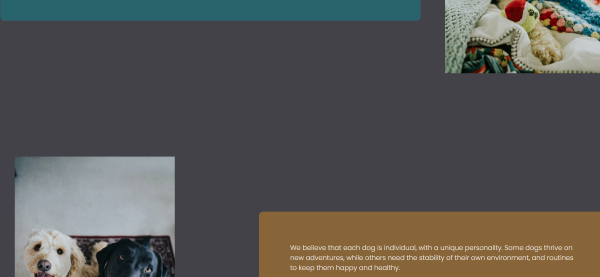 We believe that each dog is individual, with a unique personality. Some dogs thrive on
new adventures, while others need the stability of their own environment, and routines
to keep them happy and healthy.